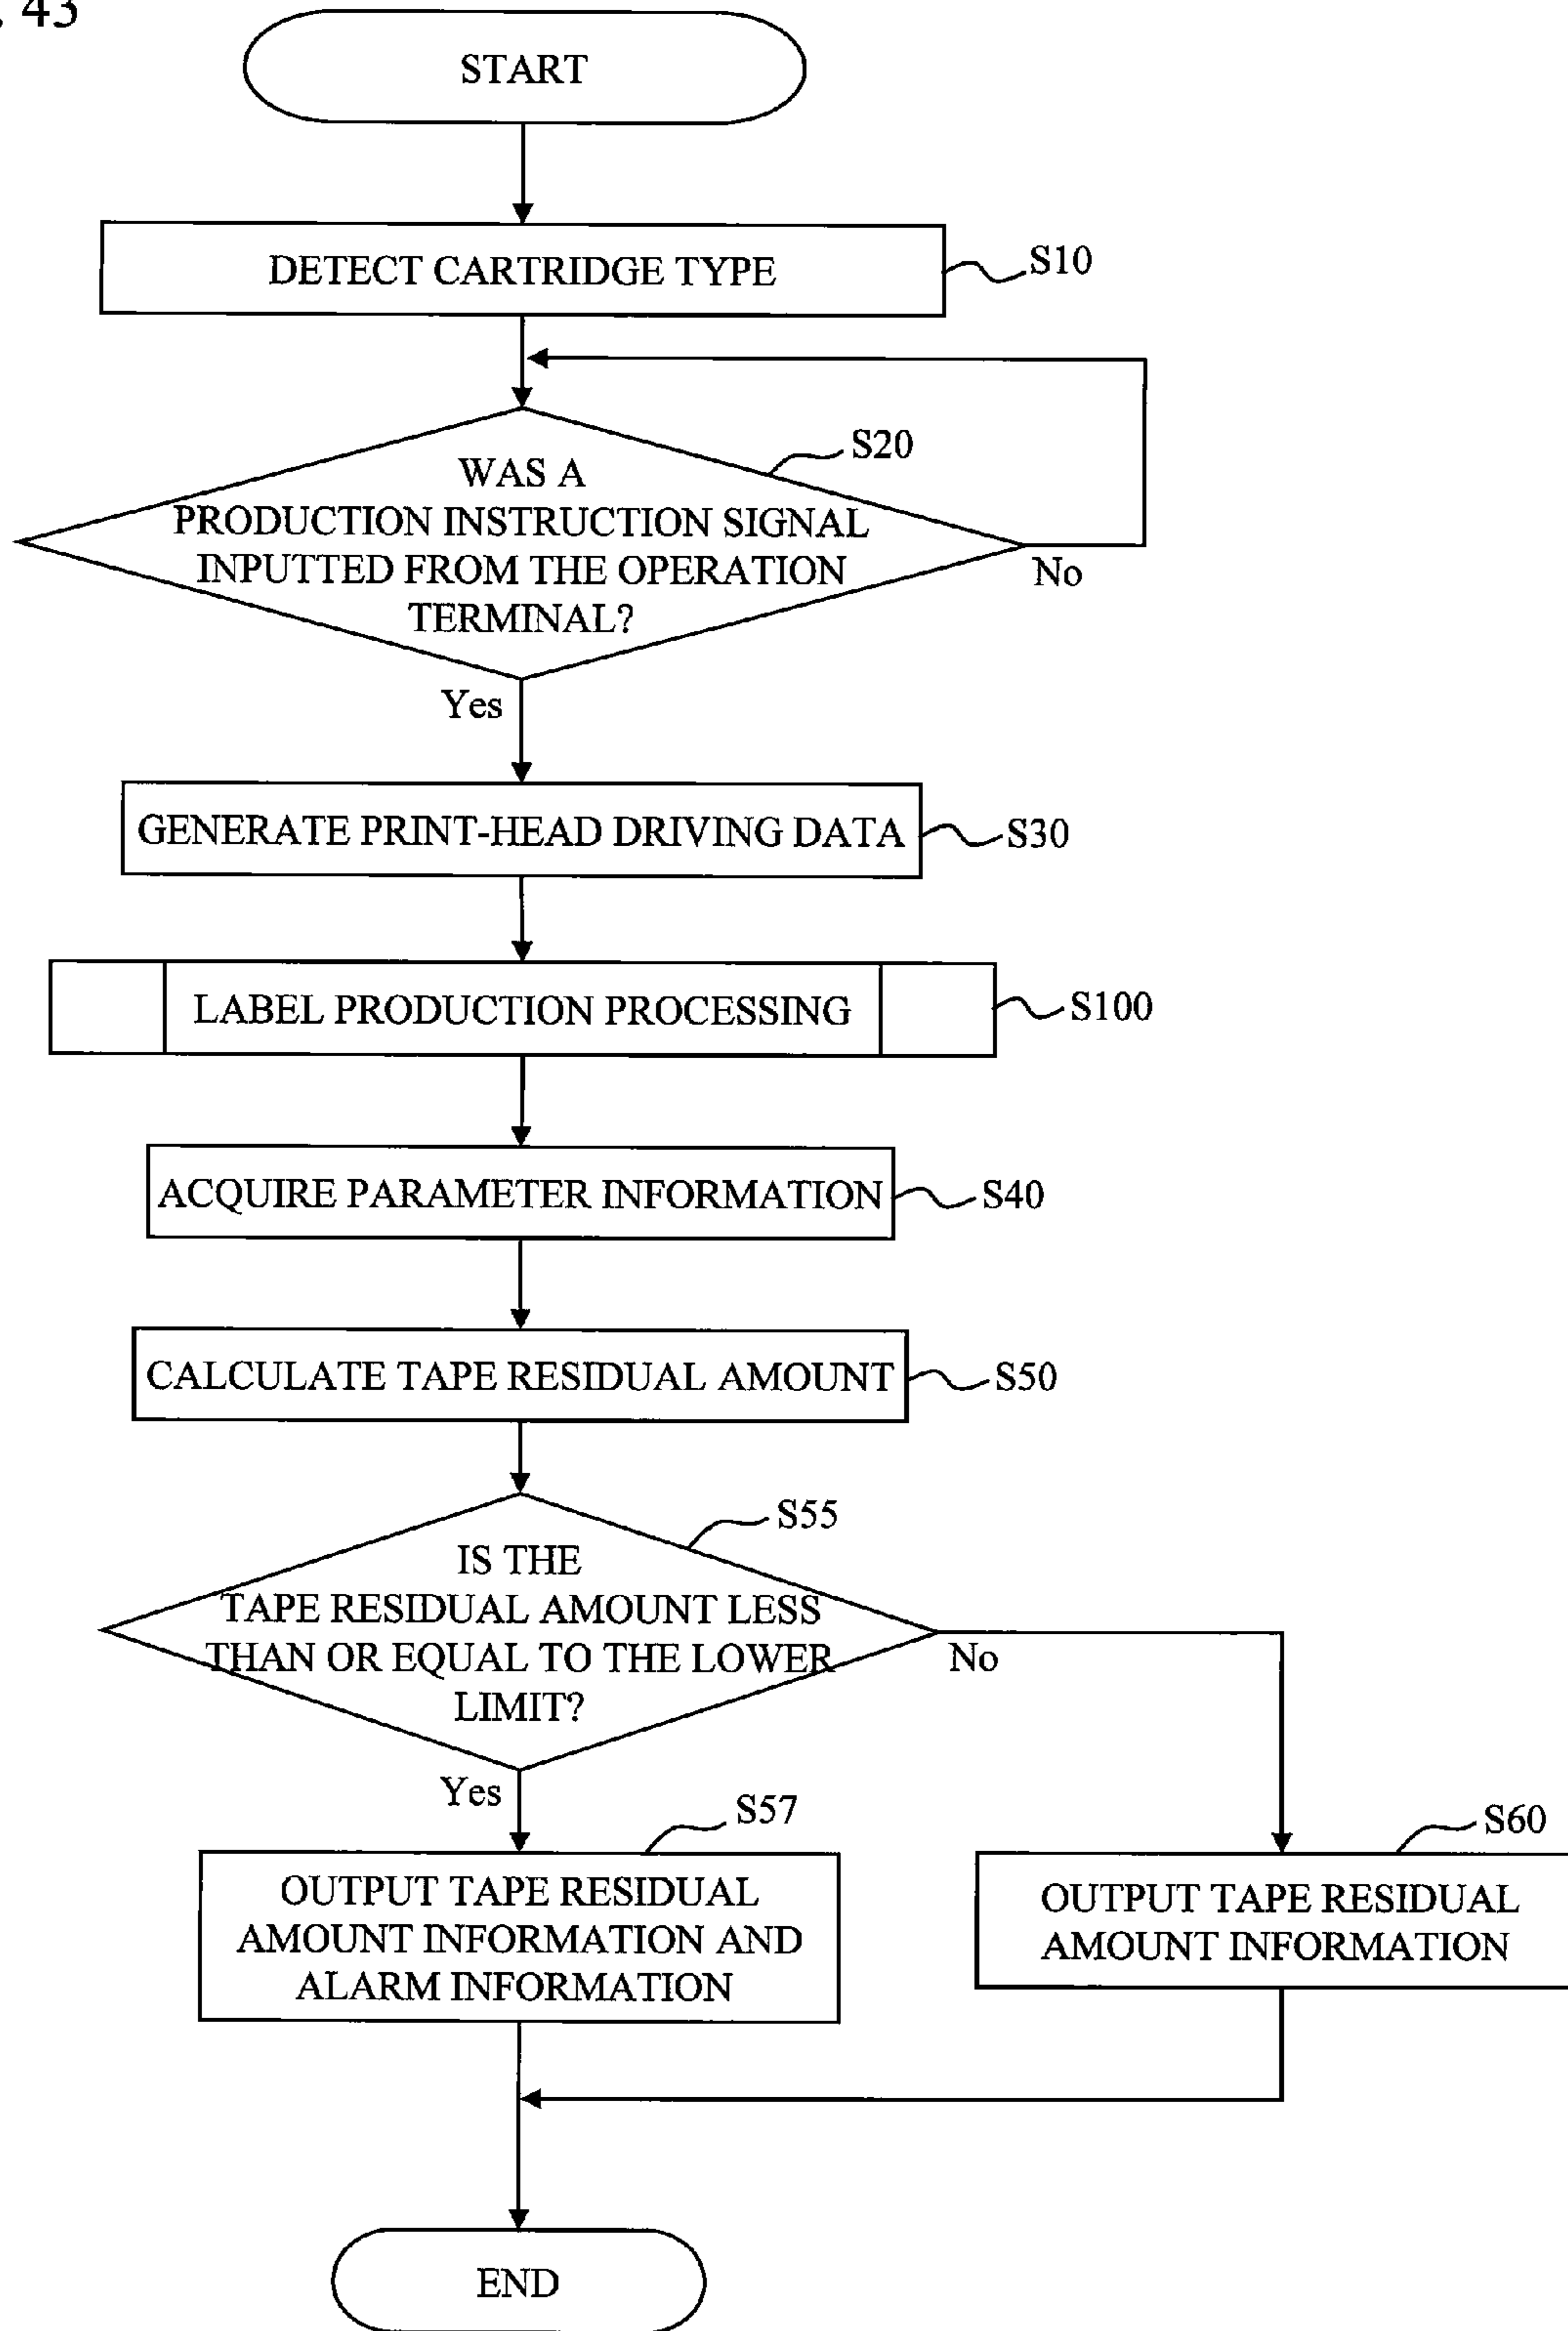 . 43
START
DETECT CARTRIDGE TYPE
S10
S20
WAS A
PRODUCTION INSTRUCTION SIGNAL
INPUTTED FROM THE OPERATION
TERMINAL?
No
Yes
GENERATE PRINT-HEAD DRIVING DATA
S30
LABEL PRODUCTION PROCESSING
S100
ACQUIRE PARAMETER INFORMATION
S40
CALCULATE TAPE RESIDUAL AMOUNT
S50
S55
IS THE
TAPE RESIDUAL AMOUNT LESS
THAN OR EQUAL TO THE LOWER
LIMIT?
No
Yes
S57
OUTPUT TAPE RESIDUAL
AMOUNT INFORMATION AND
ALARM INFORMATION
S60
OUTPUT TAPE RESIDUAL
AMOUNT INFORMATION
END